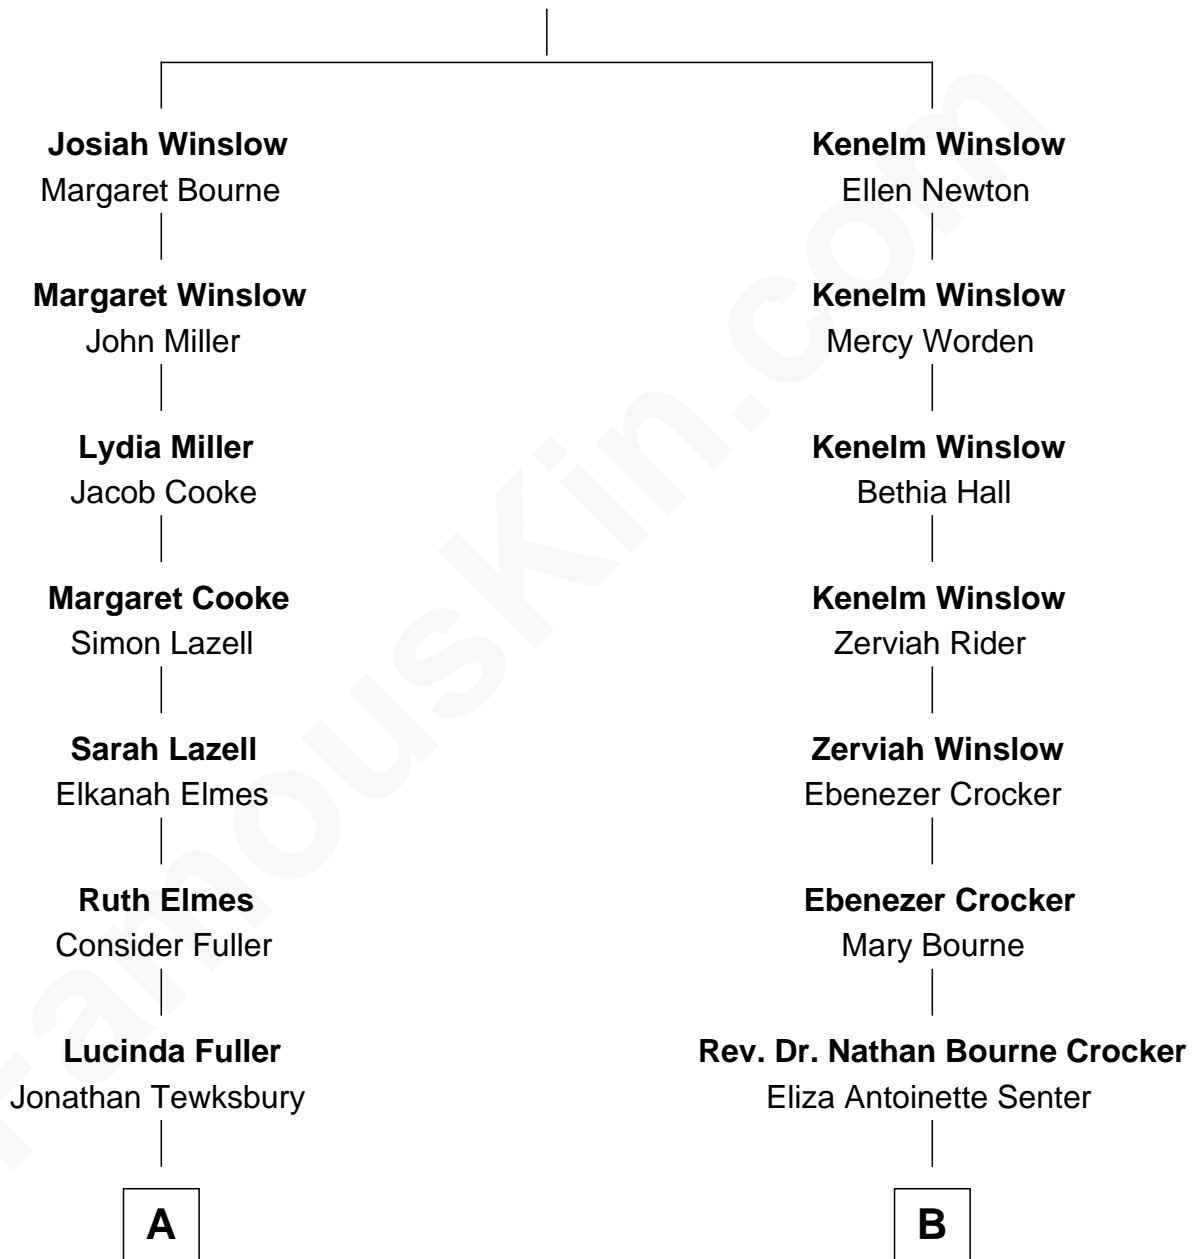 Josiah Winslow
Margaret Bourne
Margaret Winslow
John Miller
Lydia Miller
Jacob Cooke
Margaret Cooke
Simon Lazell
Sarah Lazell
Elkanah Elmes
Ruth Elmes
Consider Fuller
Lucinda Fuller
Jonathan Tewksbury
A
Kenelm Winslow
Ellen Newton
Kenelm Winslow
Mercy Worden
Kenelm Winslow
Bethia Hall
Kenelm Winslow
Zerviah Rider
Zerviah Winslow
Ebenezer Crocker
Ebenezer Crocker
Mary Bourne
Rev. Dr. Nathan Bourne Crocker
Eliza Antoinette Senter
B
FamousKin.com